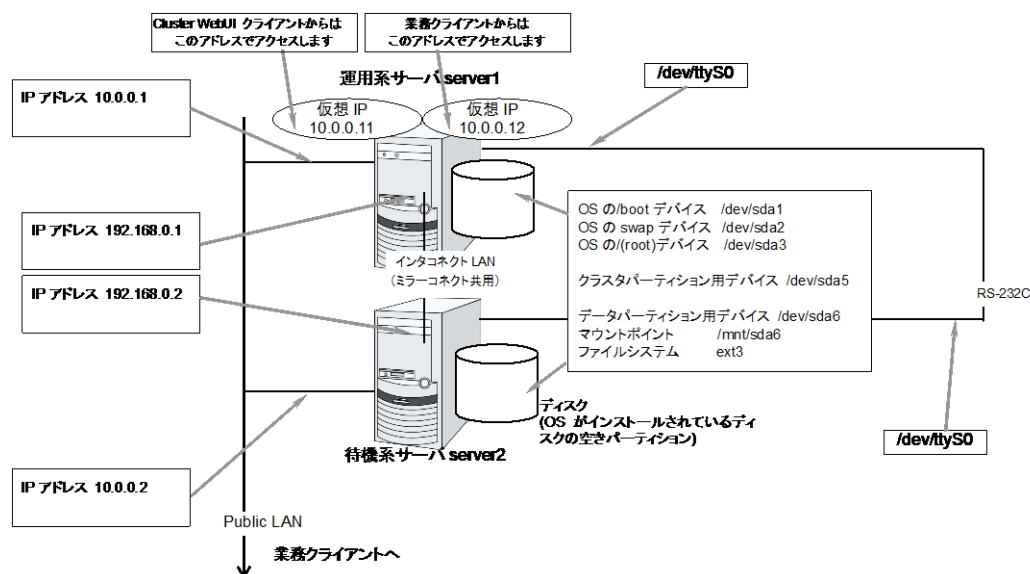 Cluster WebUI クライアントからは
このアドレスでアクセスします
業務クライアントからは
このアドレスでアクセスします
運用系サーバ server1
/dev/ttyS0
IP アドレス 10.0.0.1
仮想 IP
10.0.0.11
仮想 IP
10.0.0.12
OS の/boot デバイス /dev/sda1
OS の swap デバイス /dev/sda2
OS の/(root)デバイス /dev/sda3
クラスタパーティション用デバイス /dev/sda5
データパーティション用デバイス /dev/sda6
マウントポイント /mnt/sda6
ファイルシステム ext3
IP アドレス 192.168.0.1
インタコネクト LAN
（ミラーコネクト共用）
IP アドレス 192.168.0.2
RS-232C
ディスク
(OS がインストールされているディ
スクの空きパーティション)
/dev/ttyS0
待機系サーバ server2
IP アドレス 10.0.0.2
Public LAN
業務クライアントへ